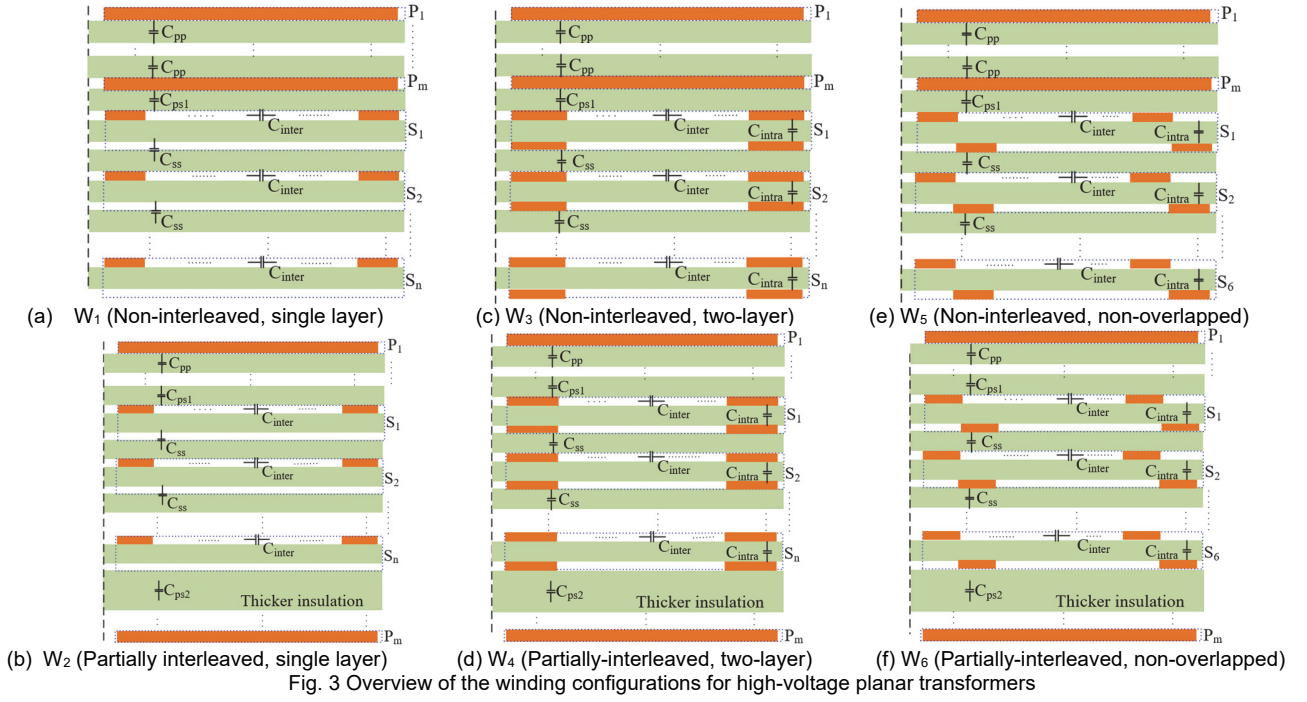 P1
Cpp
Cpp
Pm
Cps1
Cinter
S1
Css
Cinter
S2
Css
Cinter
Sn
(a) W1 (Non-interleaved, single layer)
P1
Cpp
Cpp
Pm
Cps1
Cinter
Cintra
S1
Css
Cinter
Cintra
S2
Css
Cinter
Cintra
Sn
(c) W3 (Non-interleaved, two-layer)
P1
Cpp
Cpp
Pm
Cps1
Cinter
Cintra
S1
Css
Cinter
Cintra
S2
Css
Cinter
Cintra
S6
(e) W5 (Non-interleaved, non-overlapped)
P1
Cpp
Cps1
Cinter
S1
Css
Cinter
S2
Css
Cinter
Sn
Cps2
Thicker insulation
Pm
(b) W2 (Partially interleaved, single layer)
P1
Cpp
Cps1
Cinter
Cintra
S1
Css
Cinter
Cintra
S2
Css
Cinter
Cintra
Sn
Cps2
Thicker insulation
Pm
(d) W4 (Partially-interleaved, two-layer)
P1
Cpp
Cps1
Cinter
Cintra
S1
Css
Cinter
Cintra
S2
Css
Cinter
Cintra
S6
Cps2
Thicker insulation
Pm
(f) W6 (Partially-interleaved, non-overlapped)
Fig. 3 Overview of the winding configurations for high-voltage planar transformers